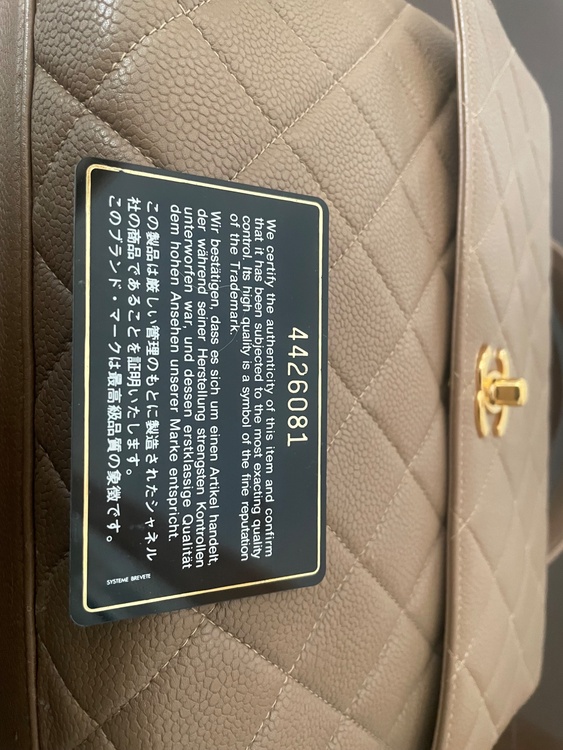 4426081
We certify the authenticity of this item and confirm
that it has been subjected to the most exacting quality
control. Its high quality is a symbol of the fine reputation
of the Trademark.
Wir bestätigen, dass es sich um einen Artikel handelt,
der während seiner Herstellung strengsten Kontrollen
unterworfen war, und dessen erstklassige Qualität
dem hohen Ansehen unserer Marke entspricht.
この製品は厳しい管理のもとに製造されたシャネル
社の商品であることを証明いたします。
このブランド・マークは最高級品質の象徴です。
SYSTEME BREVETE